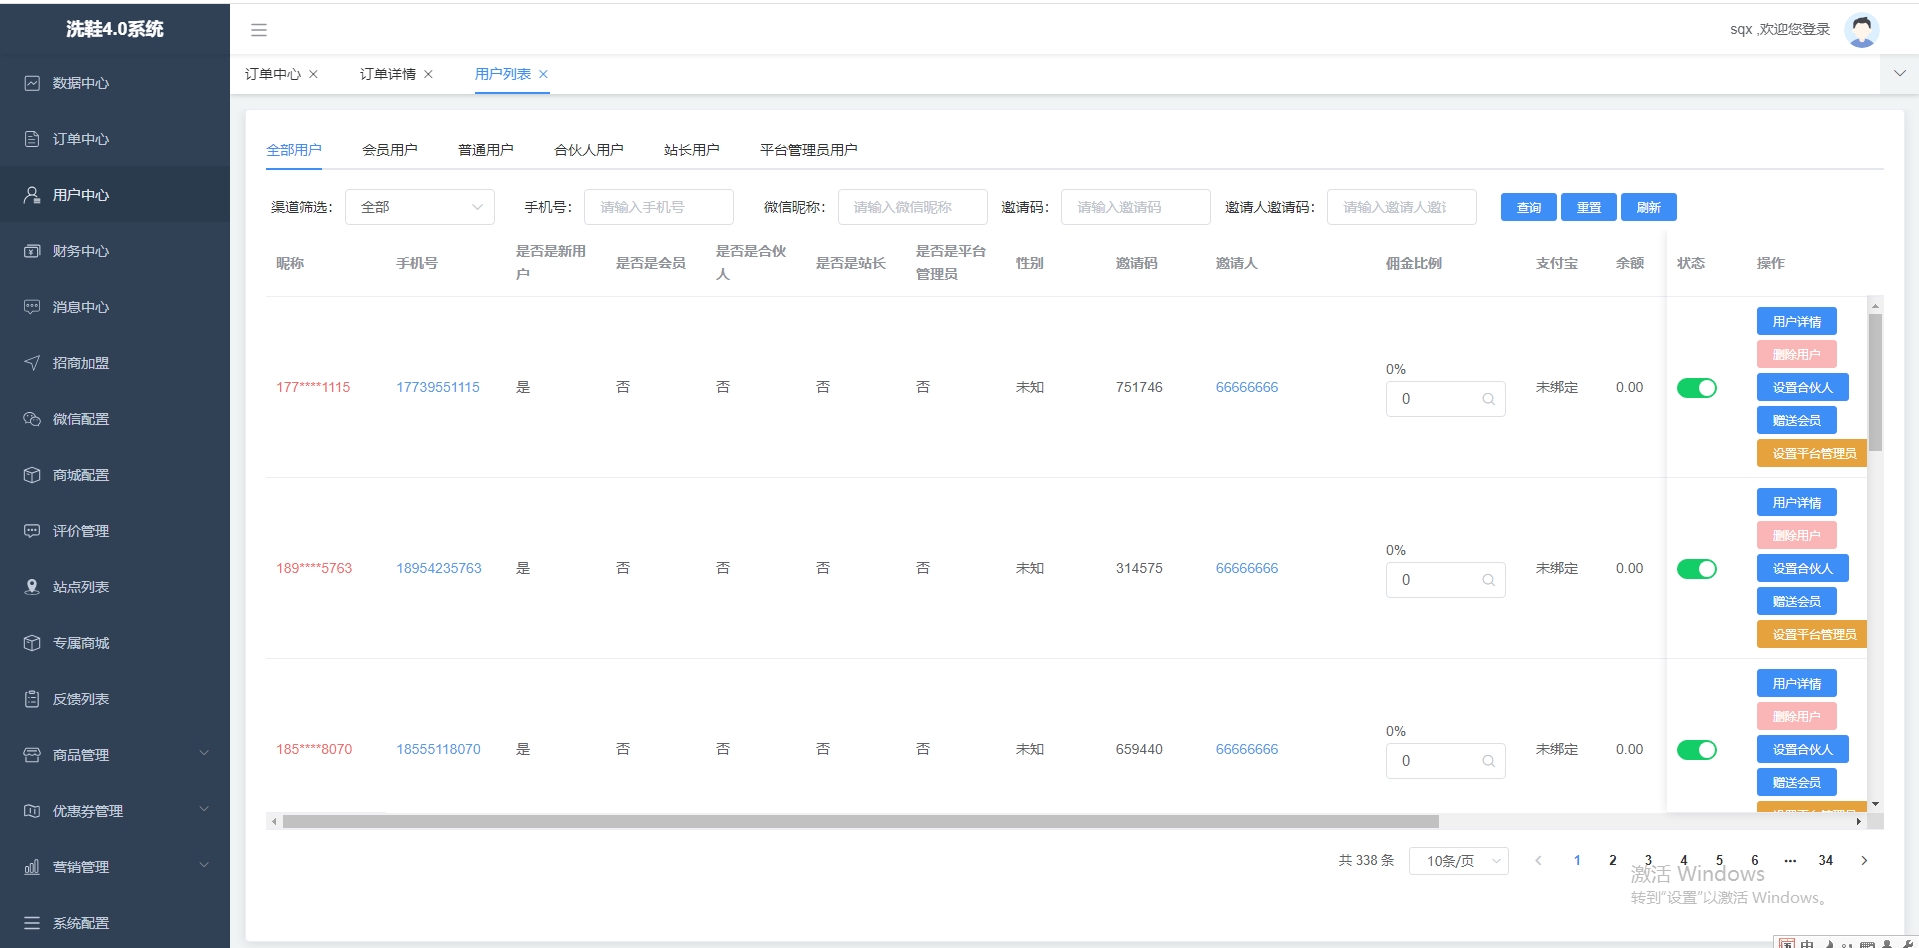 洗鞋4.0系统
sqx ,欢迎您登录
数据中心
订单中心
用户中心
财务中心
消息中心
招商加盟
微信配置
商城配置
评价管理
站点列表
专属商城
反馈列表
商品管理
优惠券管理
营销管理
系统配置
订单中心 订单详情 用户列表
全部用户 会员用户 普通用户 合伙人用户 站长用户 平台管理员用户
渠道筛选： 全部 手机号： 请输入手机号 微信昵称： 请输入微信昵称 邀请码： 请输入邀请码 邀请人邀请码： 请输入邀请人邀请 查询 重置 刷新
昵称 手机号 是否是新用户 是否是会员 是否是合伙人 是否是站长 是否是平台管理员 性别 邀请码 邀请人 佣金比例 支付宝 余额 状态 操作
177****1115 17739551115 是 否 否 否 否 未知 751746 66666666 0% 0 未绑定 0.00
用户详情
删除用户
设置合伙人
赠送会员
设置平台管理员
189****5763 18954235763 是 否 否 否 否 未知 314575 66666666 0% 0 未绑定 0.00
用户详情
删除用户
设置合伙人
赠送会员
设置平台管理员
185****8070 18555118070 是 否 否 否 否 未知 659440 66666666 0% 0 未绑定 0.00
用户详情
删除用户
设置合伙人
赠送会员
共 338 条 10条/页 1 2 3 4 5 6 ••• 34
激活 Windows
转到"设置"以激活 Windows。
中